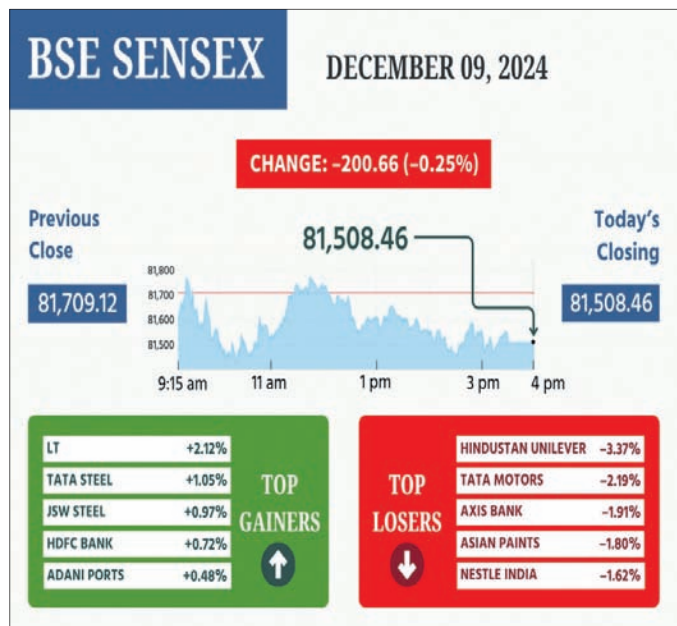 BSE SENSEX
DECEMBER 09, 2024
CHANGE: –200.66 (–0.25%)
Previous
Close
81,709.12
81,508.46
Today's
Closing
81,508.46
81,800
81,700
81,600
81,500
9:15 am
11 am
1 pm
3 pm
4 pm
LT +2.12%
TATA STEEL +1.05%
JSW STEEL +0.97%
HDFC BANK +0.72%
ADANI PORTS +0.48%
TOP
GAINERS
TOP
LOSERS
HINDUSTAN UNILEVER –3.37%
TATA MOTORS –2.19%
AXIS BANK –1.91%
ASIAN PAINTS –1.80%
NESTLE INDIA –1.62%